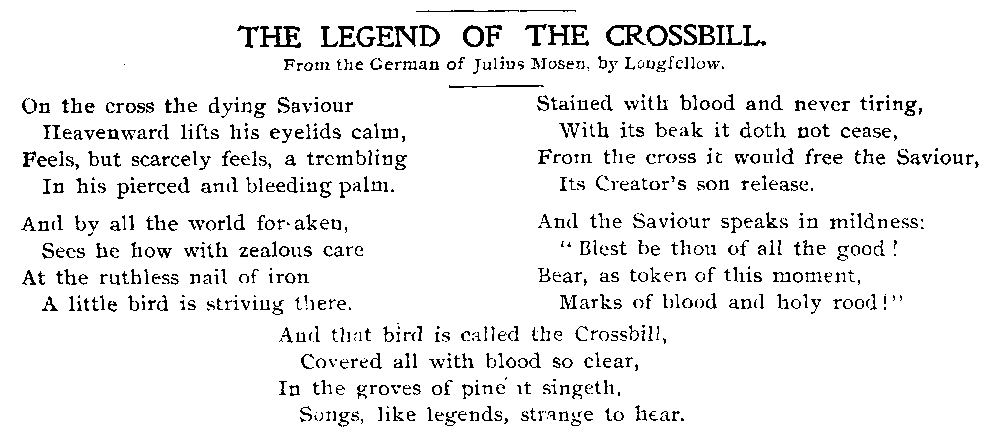 THE LEGEND OF THE CROSSBILL.
From the German of Julius Mosen, by Longfellow.
On the cross the dying Saviour
Heavenward lifts his eyelids calm,
Feels, but scarcely feels, a trembling
In his pierced and bleeding palm.
And by all the world forsaken,
Sees he how with zealous care
At the ruthless nail of iron
A little bird is striving there.
Stained with blood and never tiring,
With its beak it doth not cease,
From the cross it would free the Saviour,
Its Creator's son release.
And the Saviour speaks in mildness:
"Blest be thou of all the good!
Bear, as token of this moment,
Marks of blood and holy rood!"
And that bird is called the Crossbill,
Covered all with blood so clear,
In the groves of pine it singeth,
Songs, like legends, strange to hear.